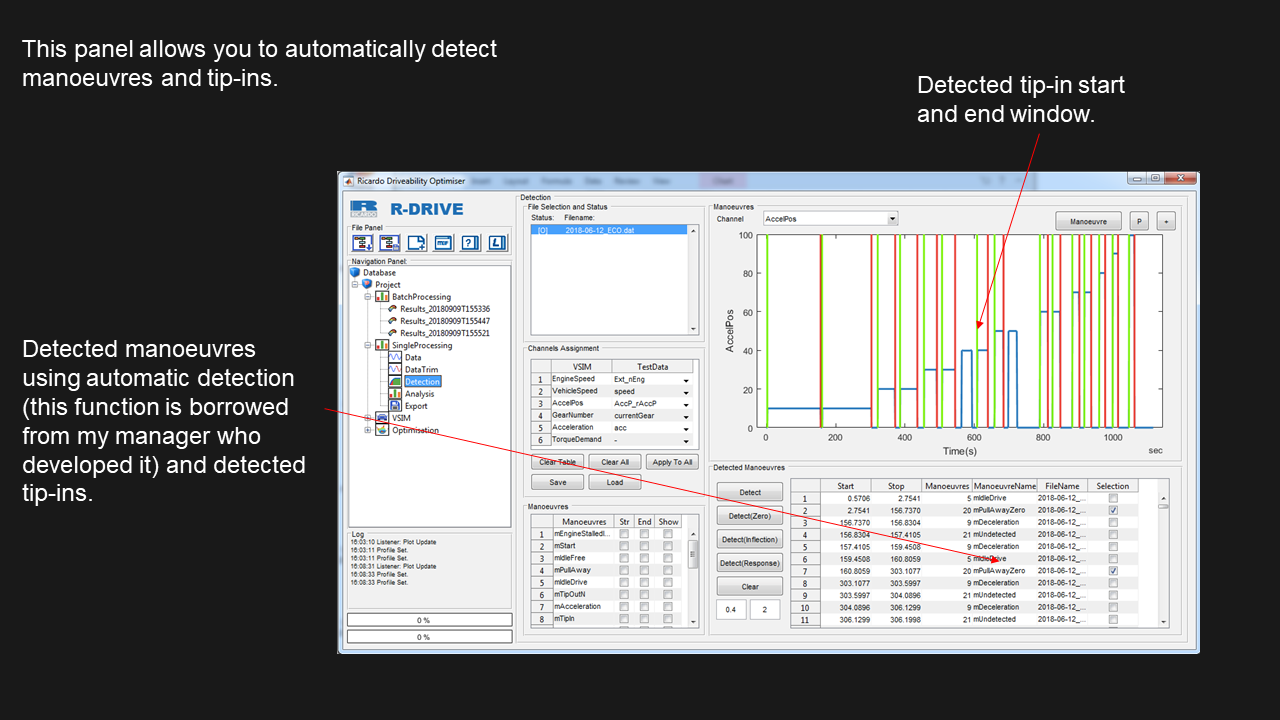 This panel allows you to automatically detect
manoeuvres and tip-ins.
Detected tip-in start
and end window.
Detected manoeuvres
using automatic detection
(this function is borrowed
from my manager who
developed it) and detected
tip-ins.
Ricardo Driveability Optimiser
RICARDO
R-DRIVE
File Panel
Navigation Panel:
Database
Project
BatchProcessing
Results_20180909T155336
Results_20180909T155447
Results_20180909T155521
SingleProcessing
Data
DataTrim
Detection
Analysis
Export
VSIM
Optimisation
Log
16:03:10 Listener: Plot Update
16:03:11 Profile Set.
16:03:11 Profile Set.
16:08:31 Listener: Plot Update
16:08:33 Profile Set.
16:08:33 Profile Set.
0 %
0 %
Detection
File Selection and Status
Status: Filename:
[O] 2018-06-12_ECO.dat
Channels Assignment
VSIM TestData
1 EngineSpeed Ext_nEng
2 VehicleSpeed speed
3 AccelPos AccP_rAccP
4 GearNumber currentGear
5 Acceleration acc
6 TorqueDemand -
Clear Table Clear All Apply To All
Save Load
Manoeuvres
Manoeuvres Str End Show
1 mEngineStalledI...
2 mStart
3 mIdleFree
4 mPullAway
5 mIdleDrive
6 mTipOutN
7 mAcceleration
8 mTipIn
Manoeuvres
Channel AccelPos Manoeuvre P +
100
80
60
40
20
0
AccelPos
0 200 400 600 800 1000
Time(s) sec
Detected Manoeuvres
Detect
Detect(Zero)
Detect(Inflection)
Detect(Response)
Clear
0.4 2
Start Stop Manoeuvres ManoeuvreName FileName Selection
1 0.5706 2.7541 5 mIdleDrive 2018-06-12_...
2 2.7541 156.7370 20 mPullAwayZero 2018-06-12_...
3 156.7370 156.8304 9 mDeceleration 2018-06-12_...
4 156.8304 157.4105 21 mUndetected 2018-06-12_...
5 157.4105 159.4508 9 mDeceleration 2018-06-12_...
6 159.4508 160.8059 5 mIdleDrive 2018-06-12_...
7 160.8059 303.1077 20 mPullAwayZero 2018-06-12_...
8 303.1077 303.5997 9 mDeceleration 2018-06-12_...
9 303.5997 304.0896 21 mUndetected 2018-06-12_...
10 304.0896 306.1299 9 mDeceleration 2018-06-12_...
11 306.1299 306.1998 21 mUndetected 2018-06-12_...